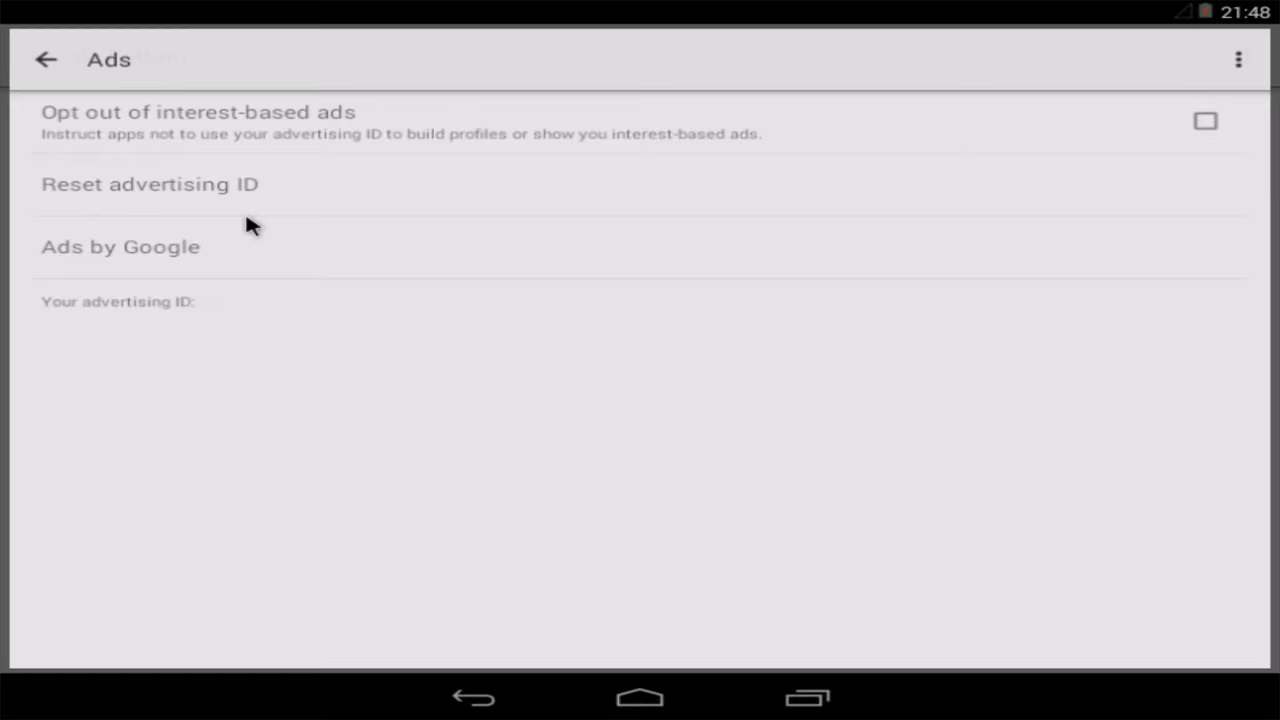 21:48
Ads
Opt out of interest-based ads
Instruct apps not to use your advertising ID to build profiles or show you interest-based ads.
Reset advertising ID
Ads by Google
Your advertising ID: